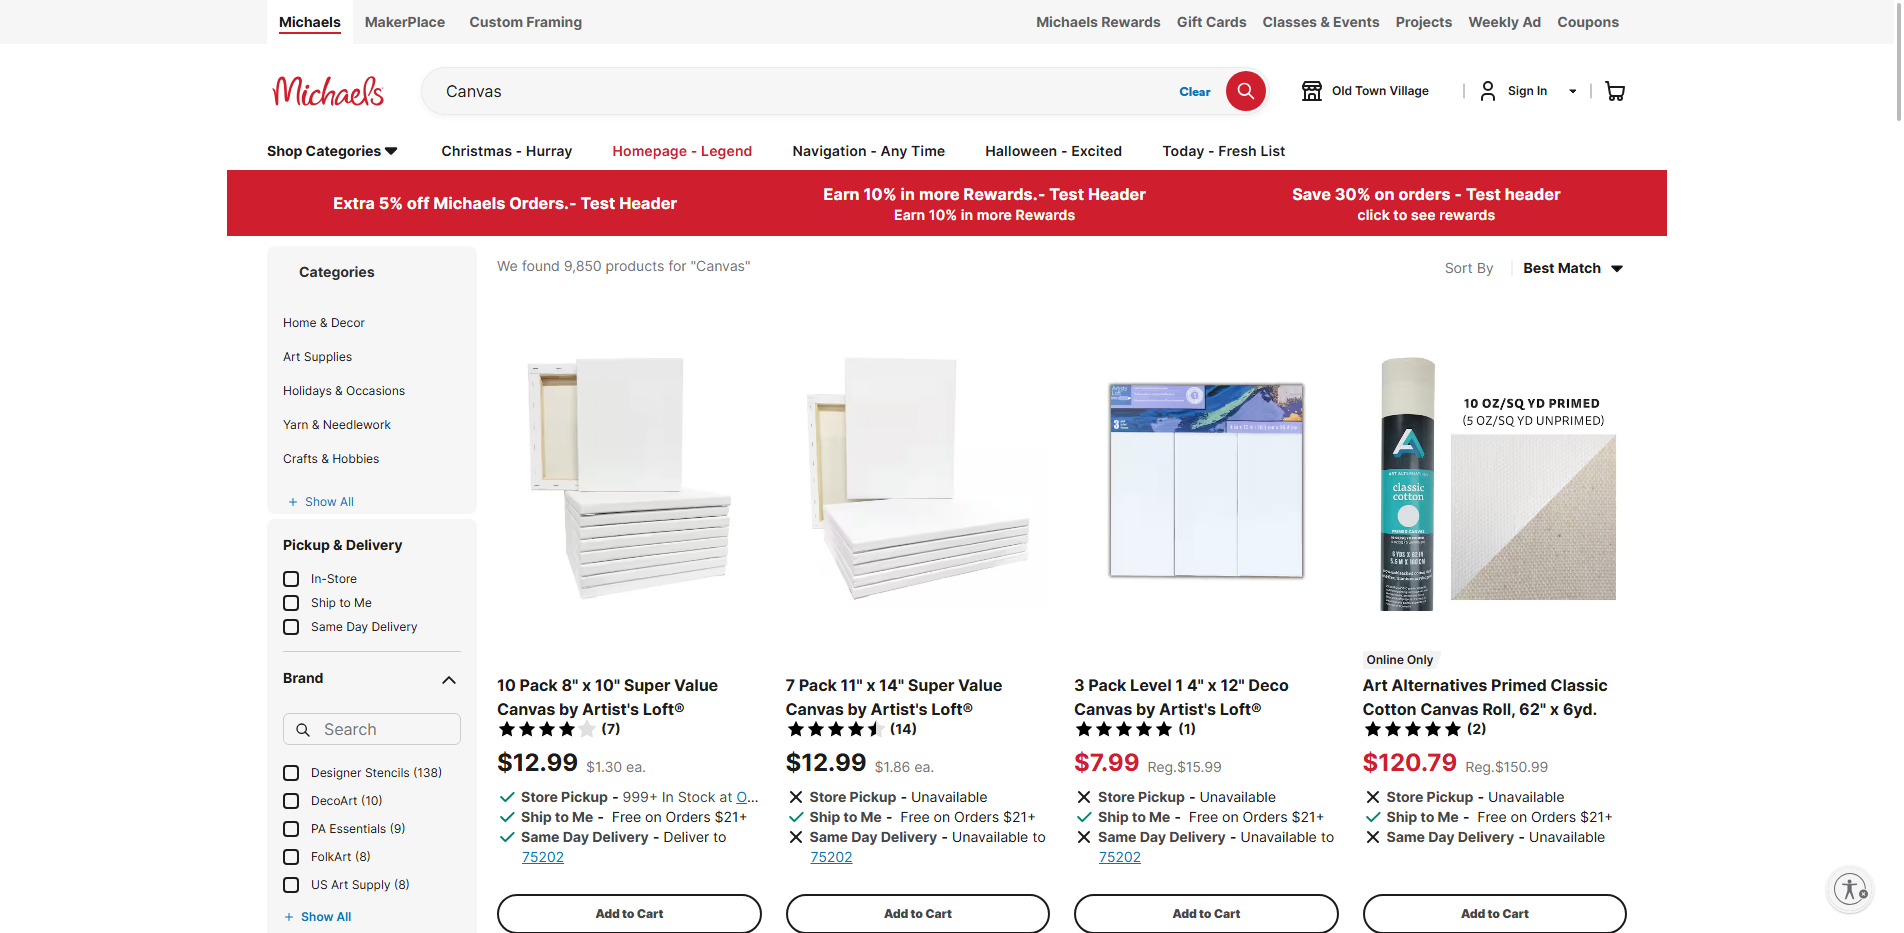 Michaels MakerPlace Custom Framing Michaels Rewards Gift Cards Classes & Events Projects Weekly Ad Coupons
Michaels Canvas Clear Old Town Village | Sign In |
Shop Categories Christmas - Hurray Homepage - Legend Navigation - Any Time Halloween - Excited Today - Fresh List
Extra 5% off Michaels Orders.- Test Header
Earn 10% in more Rewards.- Test Header
Earn 10% in more Rewards
Save 30% on orders - Test header
click to see rewards
Categories
Home & Decor
Art Supplies
Holidays & Occasions
Yarn & Needlework
Crafts & Hobbies
+ Show All
Pickup & Delivery
In-Store
Ship to Me
Same Day Delivery
Brand
Search
Designer Stencils (138)
DecoArt (10)
PA Essentials (9)
FolkArt (8)
US Art Supply (8)
+ Show All
We found 9,850 products for "Canvas"
Sort By Best Match
10 Pack 8" x 10" Super Value
Canvas by Artist's Loft®
(7)
$12.99 $1.30 ea.
Store Pickup - 999+ In Stock at O...
Ship to Me - Free on Orders $21+
Same Day Delivery - Deliver to
75202
Add to Cart
7 Pack 11" x 14" Super Value
Canvas by Artist's Loft®
(14)
$12.99 $1.86 ea.
Store Pickup - Unavailable
Ship to Me - Free on Orders $21+
Same Day Delivery - Unavailable to
75202
Add to Cart
3
3 Pack Level 1 4" x 12" Deco
Canvas by Artist's Loft®
(1)
$7.99 Reg.$15.99
Store Pickup - Unavailable
Ship to Me - Free on Orders $21+
Same Day Delivery - Unavailable to
75202
Add to Cart
10 OZ/SQ YD PRIMED
(5 OZ/SQ YD UNPRIMED)
classic
cotton
PRIMED CANVAS
6 YDS X 62 IN
Online Only
Art Alternatives Primed Classic
Cotton Canvas Roll, 62" x 6yd.
(2)
$120.79 Reg.$150.99
Store Pickup - Unavailable
Ship to Me - Free on Orders $21+
Same Day Delivery - Unavailable
Add to Cart